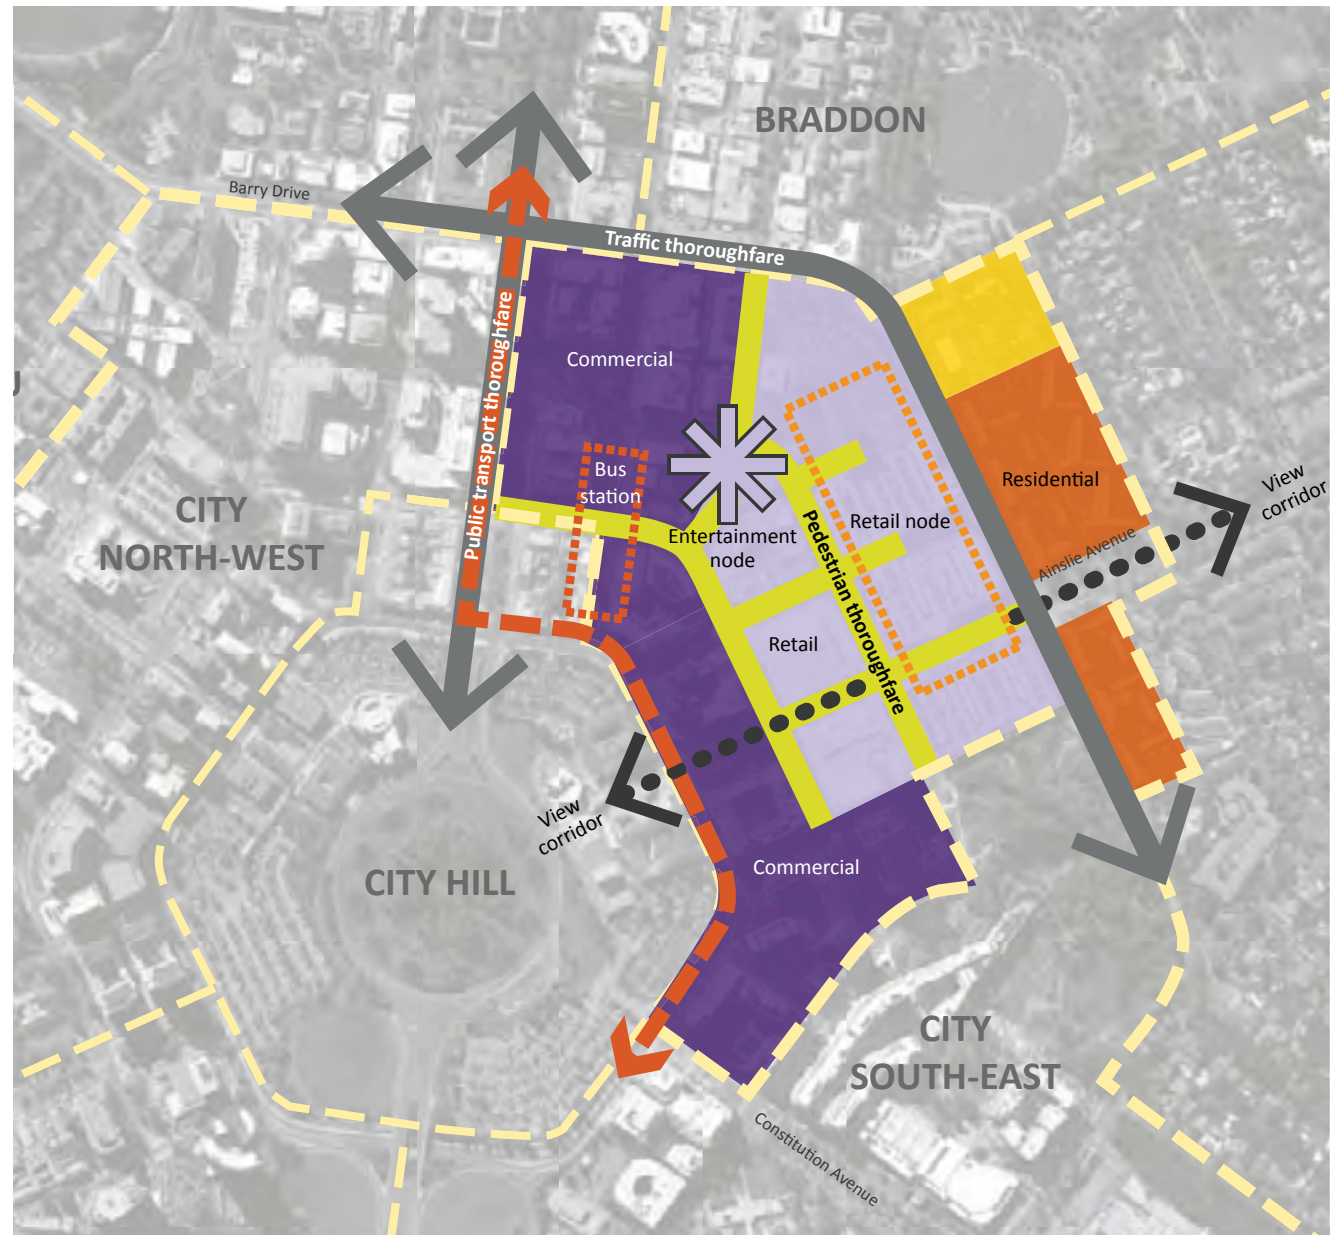 BRADDON
Barry Drive
Traffic thoroughfare
Public transport thoroughfare
Commercial
Bus
station
Residential
View
corridor
CITY
NORTH-WEST
Pedestrian thoroughfare
Retail node
Entertainment
node
Ainslie Avenue
Retail
View
corridor
CITY HILL
Commercial
CITY
SOUTH-EAST
Constitution Avenue